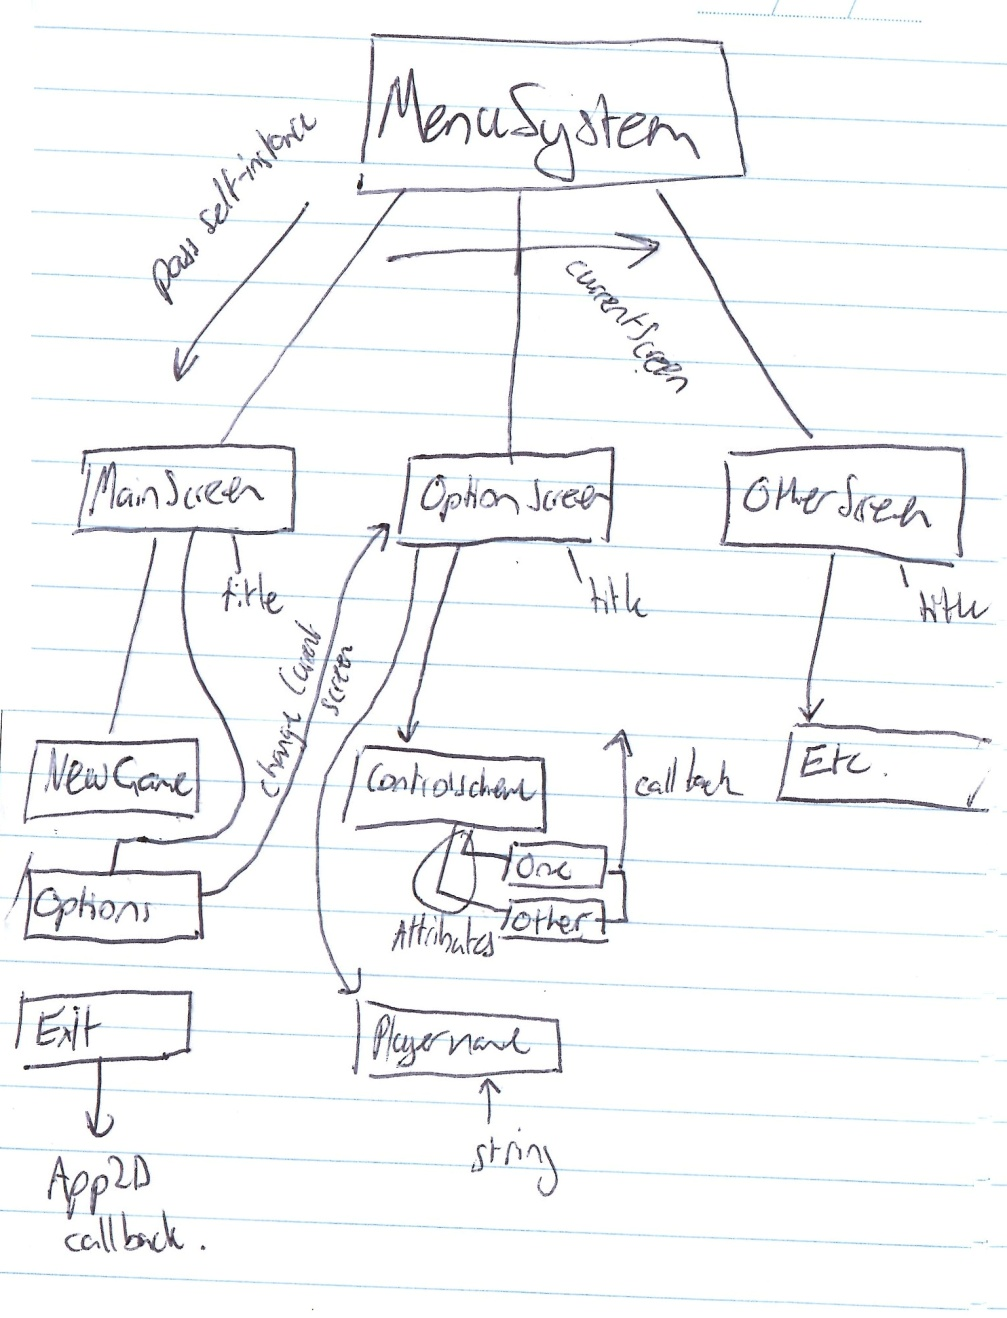 MenuSystem
pass self-instance
currentScreen
MainScreen
OptionScreen
OtherScreen
title
title
title
change current
screen
NewGame
Controlscheme
callback
Etc.
Options
One
Other
Attributes
Exit
Playername
string
App2D
callback.